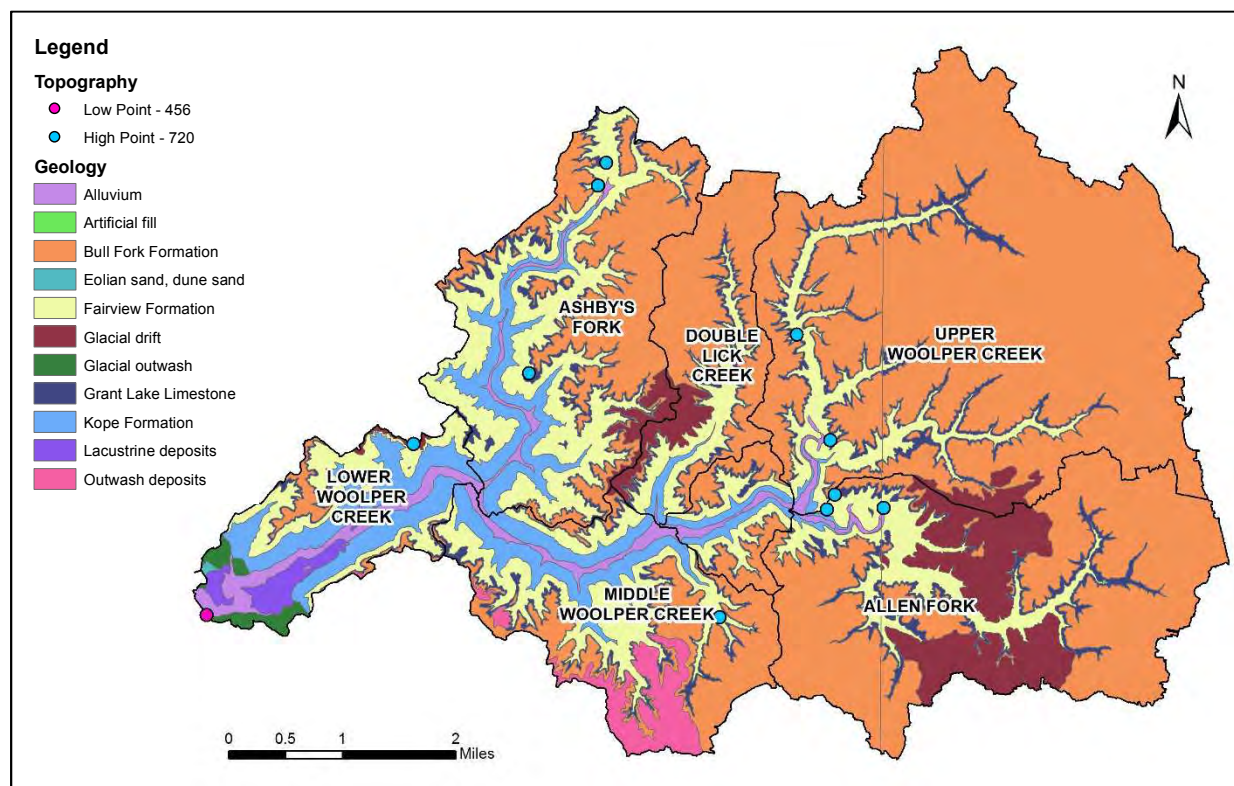 Legend
Topography
Low Point - 456
High Point - 720
Geology
Alluvium
Artificial fill
Bull Fork Formation
Eolian sand, dune sand
Fairview Formation
Glacial drift
Glacial outwash
Grant Lake Limestone
Kope Formation
Lacustrine deposits
Outwash deposits
N
ASHBY'S
FORK
DOUBLE
LICK
CREEK
UPPER
WOOLPER CREEK
LOWER
WOOLPER
CREEK
MIDDLE
WOOLPER CREEK
ALLEN FORK
0 0.5 1 2
Miles